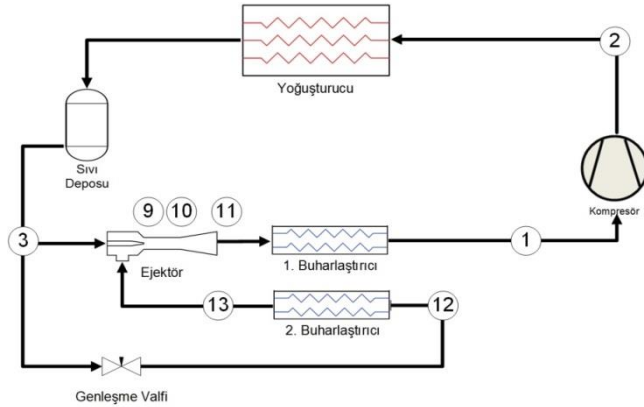 2
Yoğuşturucu
Sıvı
Deposu
Kompresör
9
10
11
3
1
Ejektör
1. Buharlaştırıcı
13
12
2. Buharlaştırıcı
Genleşme Valfi